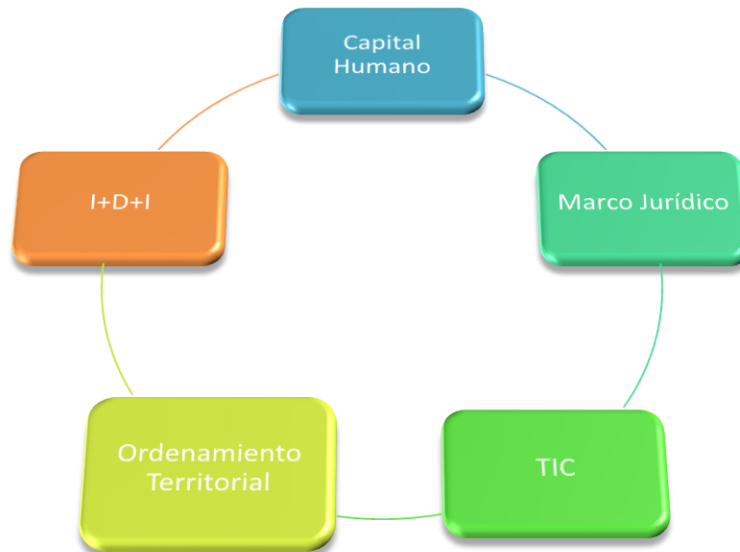 Capital
Humano
I+D+I
Marco Jurídico
Ordenamiento
Territorial
TIC